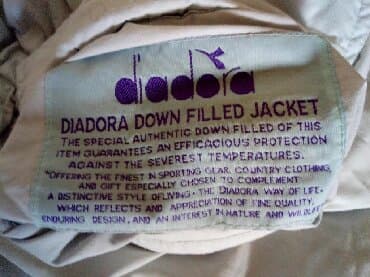 diadora
DIADORA DOWN FILLED JACKET
THE SPECIAL AUTHENTIC DOWN FILLED OF THIS
ITEM GUARANTEES AN EFFICACIOUS PROTECTION
AGAINST THE SEVEREST TEMPERATURES.
"OFFERING THE FINEST IN SPORTING GEAR, COUNTRY CLOTHING,
AND GIFT ESPECIALLY CHOSEN TO COMPLEMENT
A DISTINCTIVE STYLE OF LIVING - THE DIADORA WAY OF LIFE -
WHICH REFLECTS AND APPRECIATION OF FINE QUALITY,
ENDURING DESIGN, AND AN INTEREST IN NATURE AND WILDLIFE